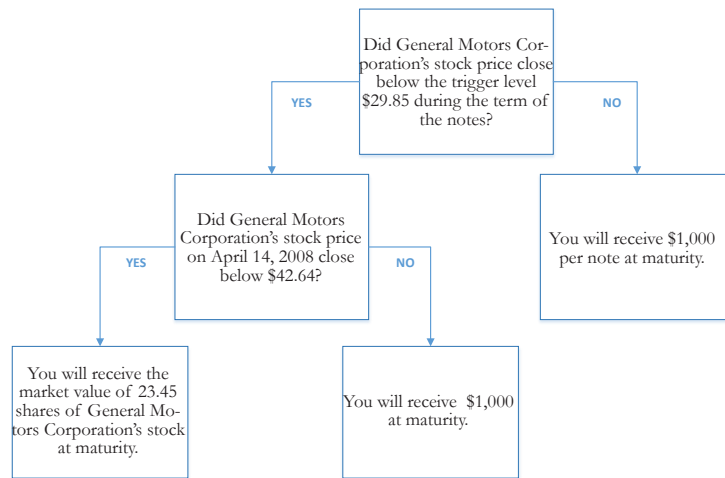 Did General Motors Cor-
poration's stock price close
below the trigger level
$29.85 during the term of
the notes?
YES
NO
Did General Motors
Corporation's stock price
on April 14, 2008 close
below $42.64?
You will receive $1,000
per note at maturity.
YES
NO
You will receive the
market value of 23.45
shares of General Mo-
tors Corporation's stock
at maturity.
You will receive $1,000
at maturity.